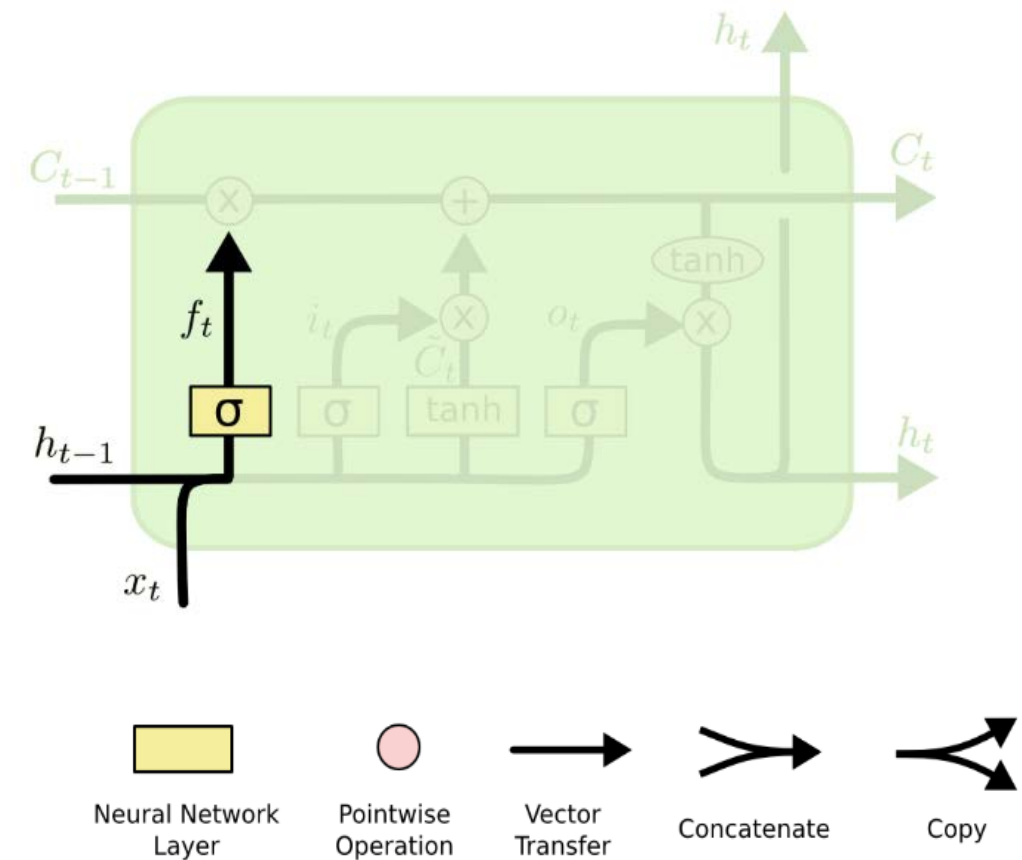 h_t
C_{t-1}
C_t
×
+
tanh
f_t
i_t
×
o_t
×
C̃_t
σ
σ
tanh
σ
h_{t-1}
h_t
x_t
Neural Network
Layer
Pointwise
Operation
Vector
Transfer
Concatenate
Copy